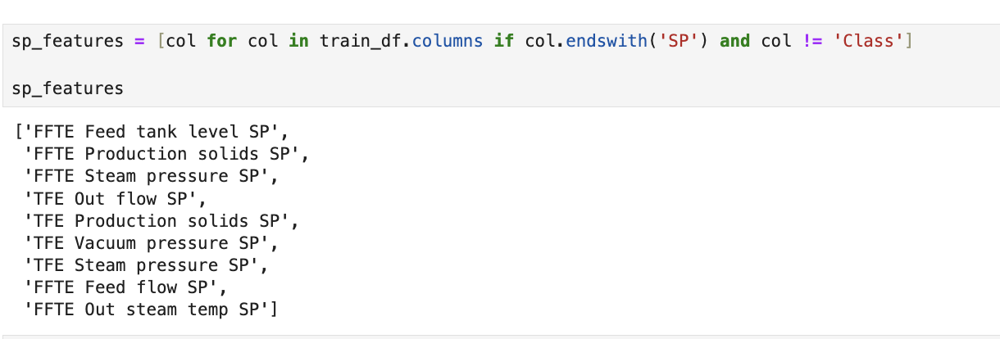 sp_features = [col for col in train_df.columns if col.endswith('SP') and col != 'Class']
sp_features
['FFTE Feed tank level SP',
 'FFTE Production solids SP',
 'FFTE Steam pressure SP',
 'TFE Out flow SP',
 'TFE Production solids SP',
 'TFE Vacuum pressure SP',
 'TFE Steam pressure SP',
 'FFTE Feed flow SP',
 'FFTE Out steam temp SP']